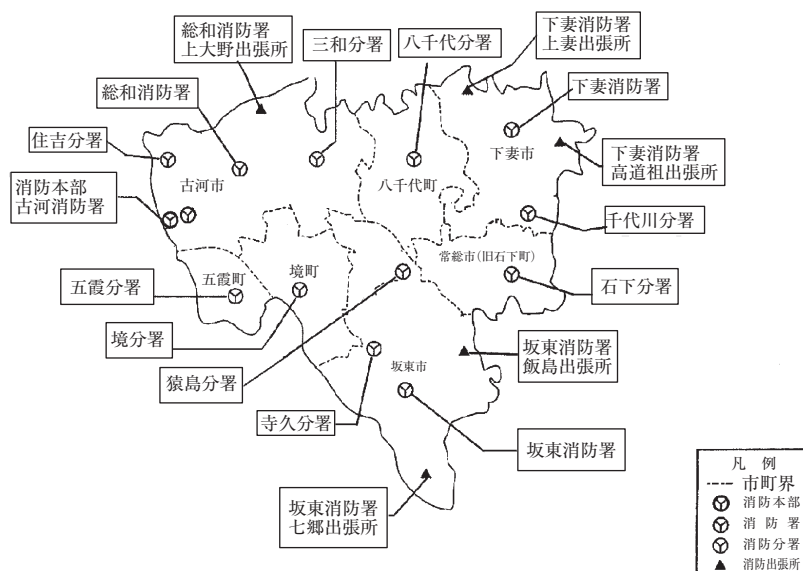 総和消防署
上大野出張所
三和分署
八千代分署
下妻消防署
上妻出張所
総和消防署
下妻消防署
住吉分署
下妻市
下妻消防署
高道祖出張所
古河市
八千代町
消防本部
古河消防署
千代川分署
常総市(旧石下町)
五霞町
境町
五霞分署
石下分署
境分署
坂東消防署
飯島出張所
猿島分署
坂東市
寺久分署
坂東消防署
坂東消防署
七郷出張所
凡例
市町界
消防本部
消防署
消防分署
消防出張所